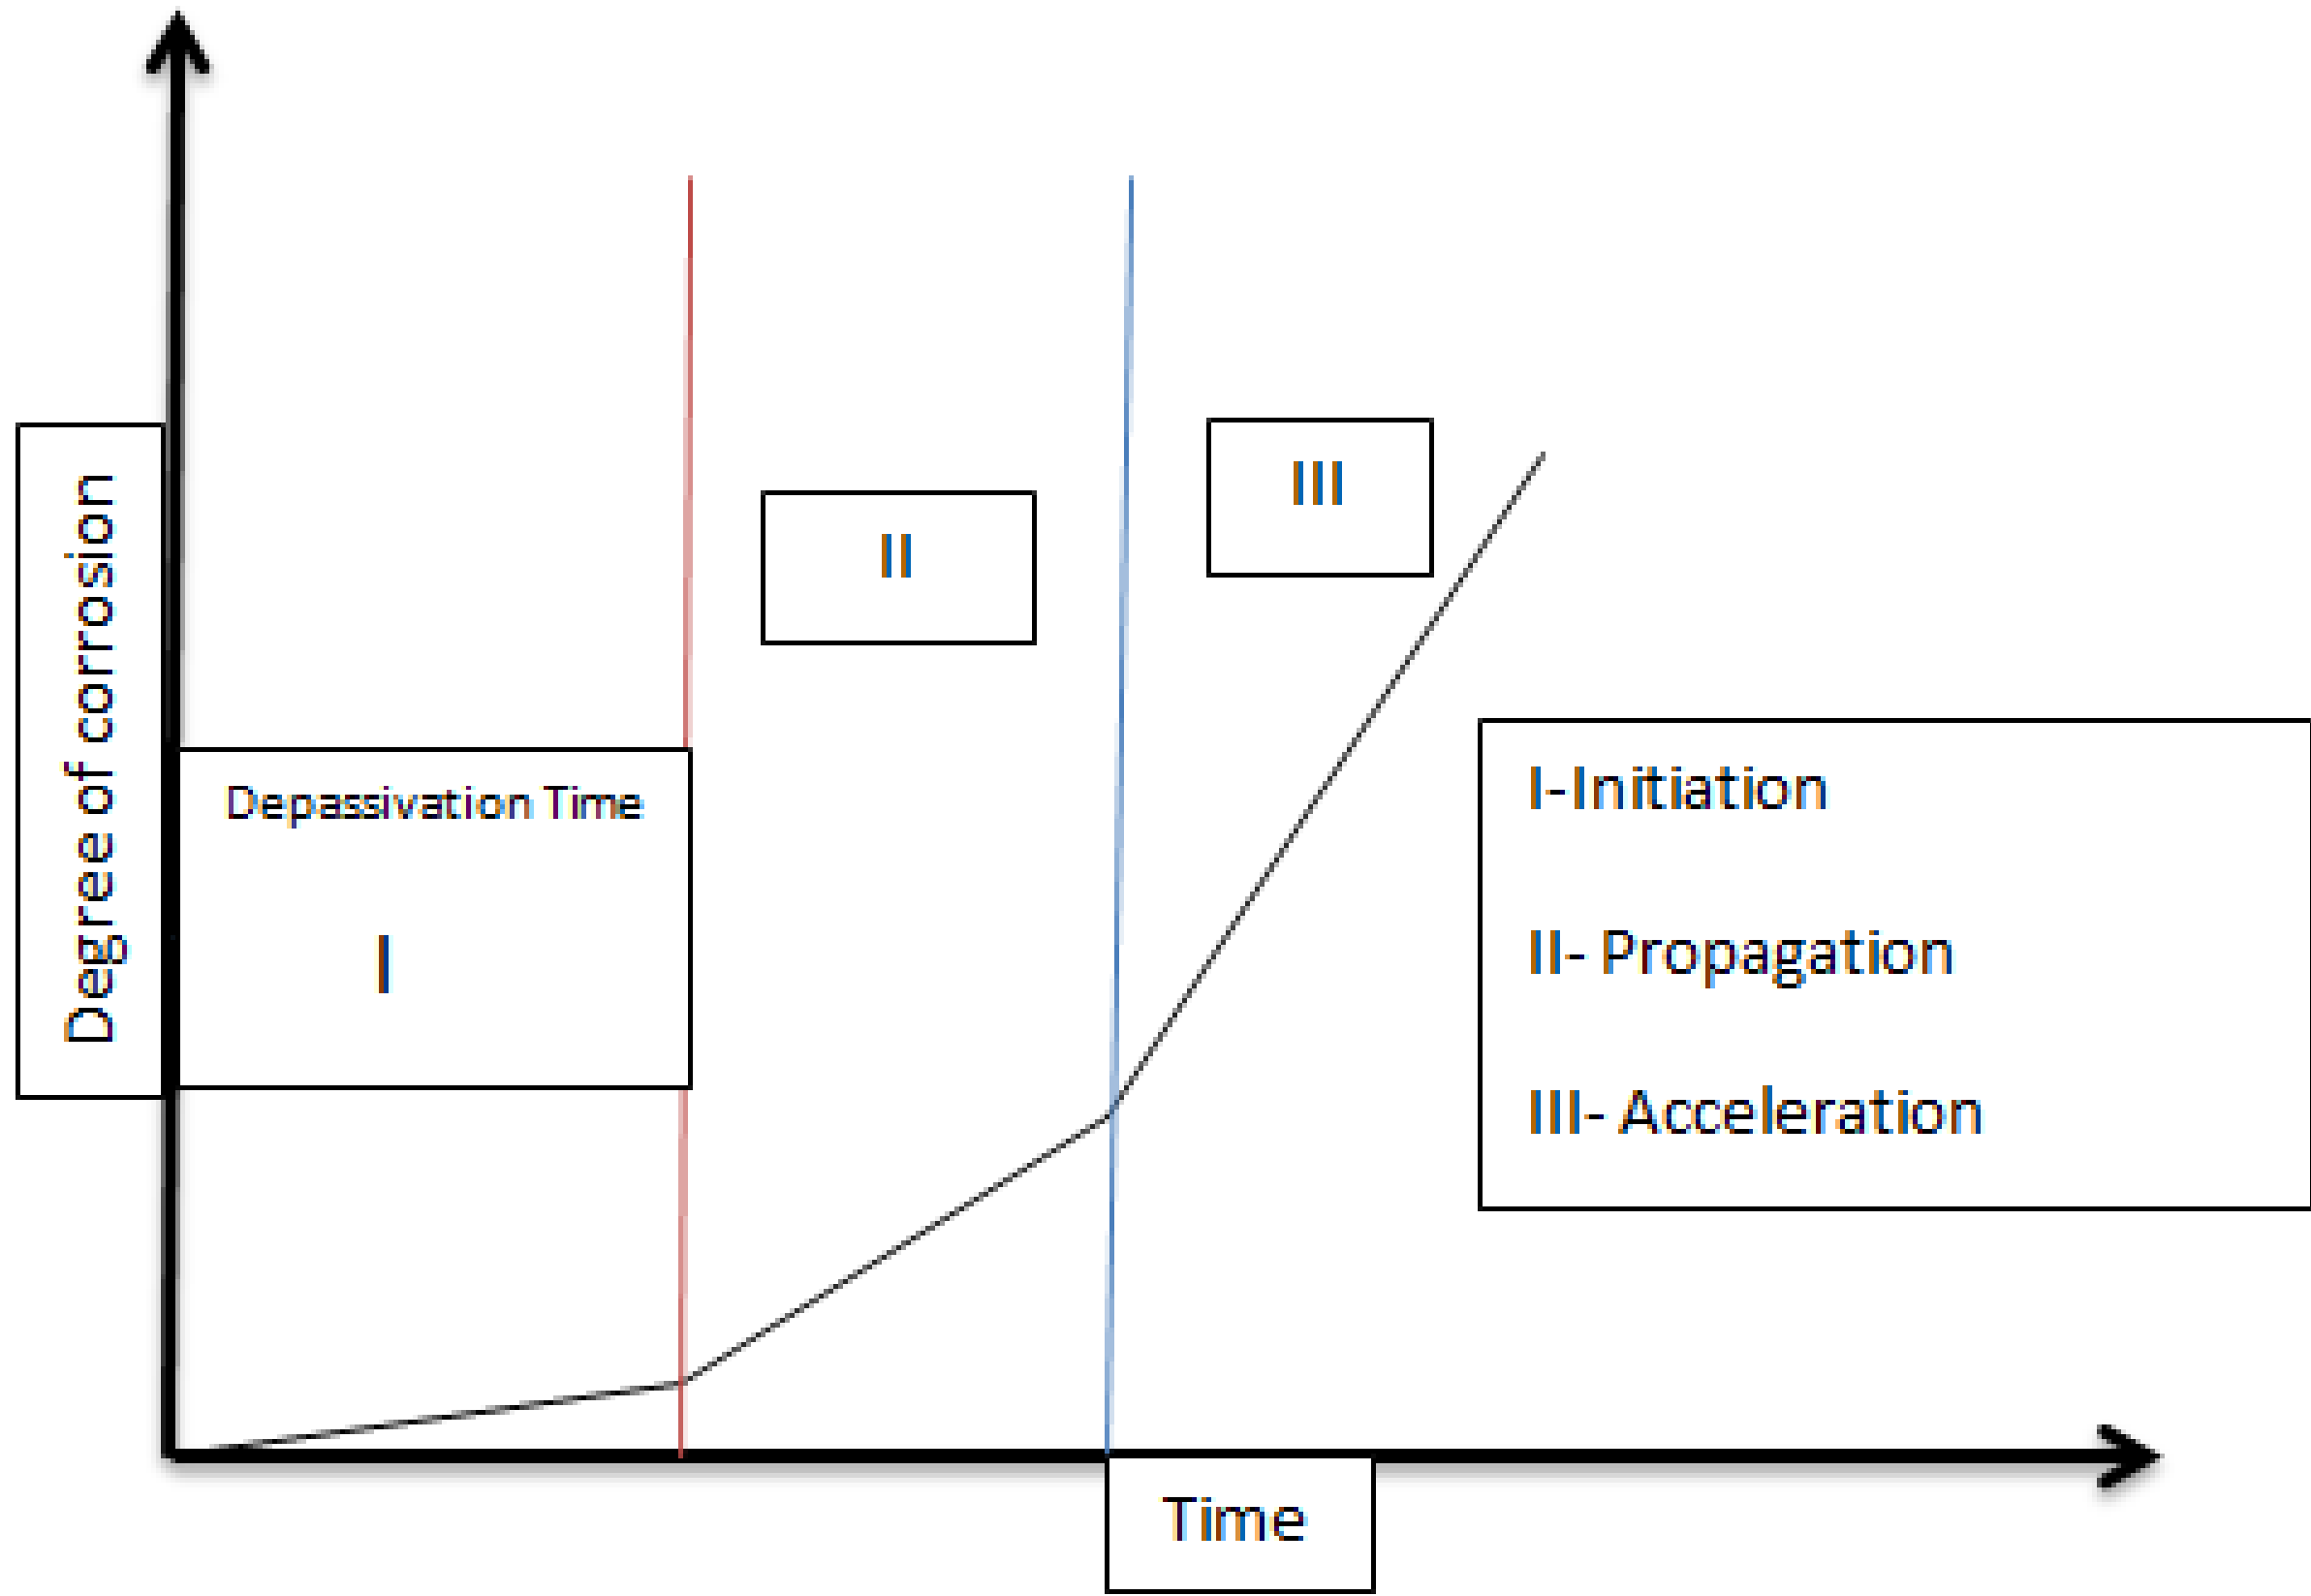 Degree of corrosion
Depassivation Time
I
II
III
I-Initiation
II- Propagation
III- Acceleration
Time